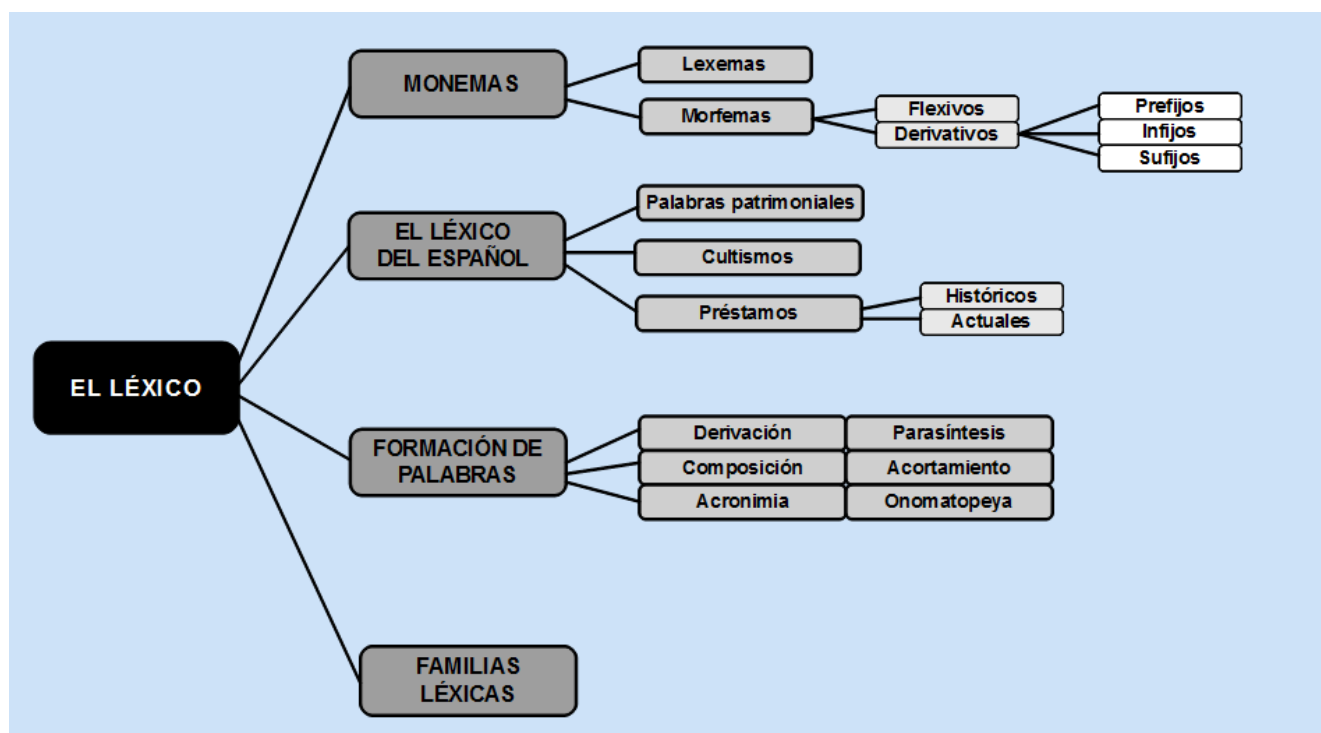 EL LÉXICO
MONEMAS
Lexemas
Morfemas
Flexivos
Derivativos
Prefijos
Infijos
Sufijos
EL LÉXICO
DEL ESPAÑOL
Palabras patrimoniales
Cultismos
Préstamos
Históricos
Actuales
FORMACIÓN DE
PALABRAS
Derivación
Parasíntesis
Composición
Acortamiento
Acronimia
Onomatopeya
FAMILIAS
LÉXICAS